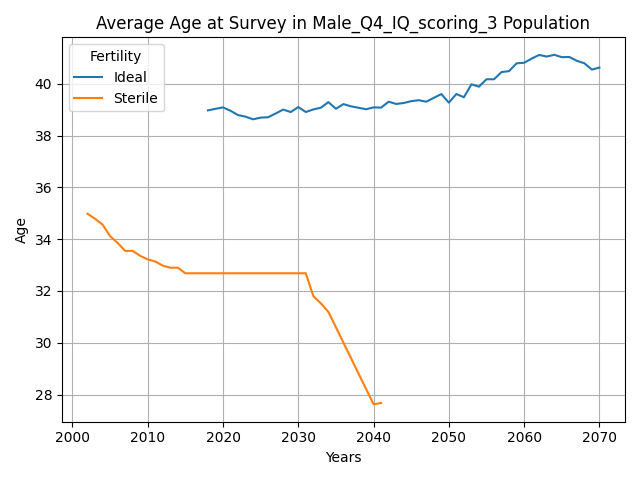 Average Age at Survey in Male_Q4_IQ_scoring_3 Population
Fertility
Ideal
Sterile
Age
40
38
36
34
32
30
28
2000 2010 2020 2030 2040 2050 2060 2070
Years